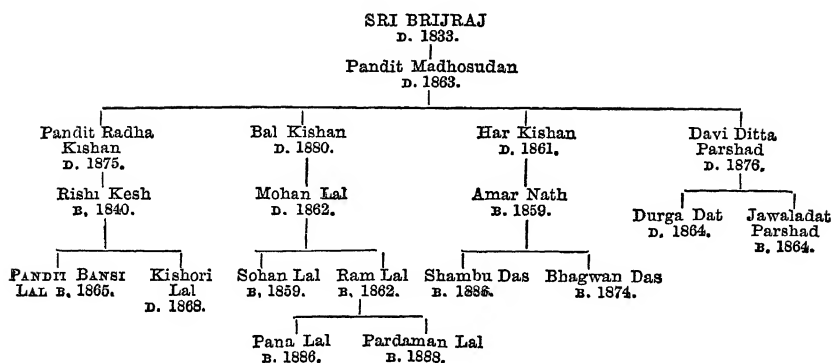 SRI BRIJRAJ
D. 1833.
Pandit Madhosudan
D. 1863.
Pandit Radha
Kishan
D. 1875.
Bal Kishan
D. 1880.
Har Kishan
D. 1861.
Davi Ditta
Parshad
D. 1876.
Rishi Kesh
B. 1840.
Mohan Lal
D. 1862.
Amar Nath
B. 1859.
Durga Dat
D. 1864.
Jawaladat
Parshad
B. 1864.
PANDIT BANSI
LAL B. 1865.
Kishori
Lal
D. 1868.
Sohan Lal
B. 1859.
Ram Lal
B. 1862.
Shambu Das
B. 1886.
Bhagwan Das
B. 1874.
Pana Lal
B. 1886.
Pardaman Lal
B. 1888.